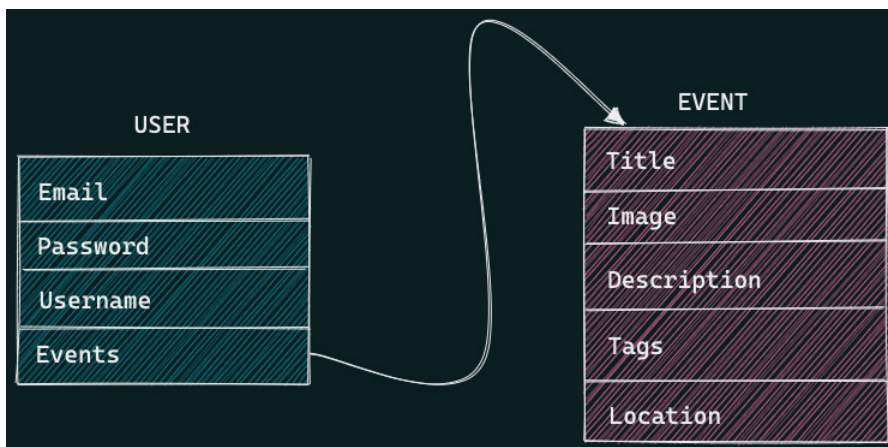 USER
Email
Password
Username
Events
EVENT
Title
Image
Description
Tags
Location